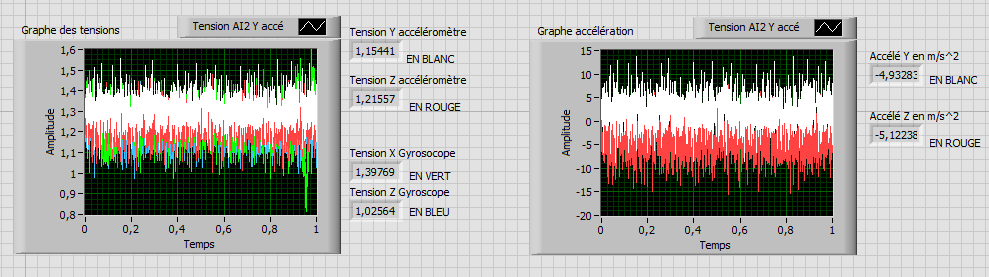 Graphe des tensions
Tension AI2 Y accé
1,6
1,5
1,4
1,3
1,2
1,1
1
0,9
0,8
Amplitude
0
0,2
0,4
0,6
0,8
1
Temps
Tension Y accéléromètre
1,15441
EN BLANC
Tension Z accéléromètre
1,21557
EN ROUGE
Tension X Gyrosocope
1,39769
EN VERT
Tension Z Gyroscope
1,02564
EN BLEU
Graphe accélération
Tension AI2 Y accé
15
10
5
0
-5
-10
-15
-20
Amplitude
0
0,2
0,4
0,6
0,8
1
Temps
Accélé Y en m/s^2
-4,93283
EN BLANC
Accélé Z en m/s^2
-5,12238
EN ROUGE